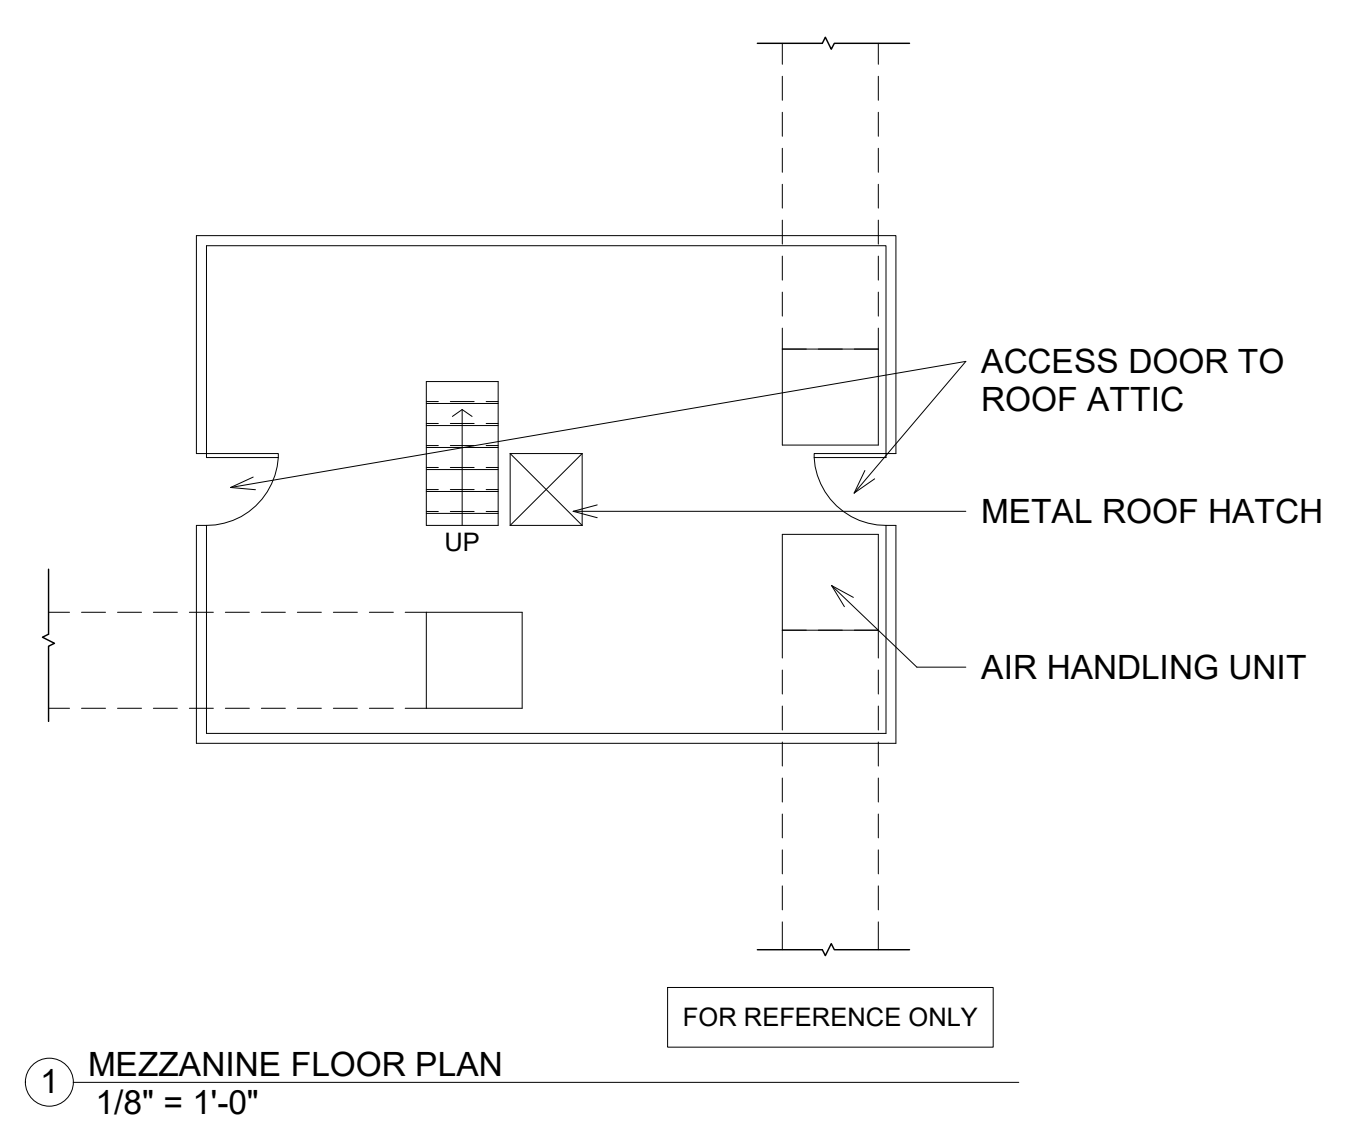 ACCESS DOOR TO
ROOF ATTIC
METAL ROOF HATCH
UP
AIR HANDLING UNIT
FOR REFERENCE ONLY
1
MEZZANINE FLOOR PLAN
1/8" = 1'-0"